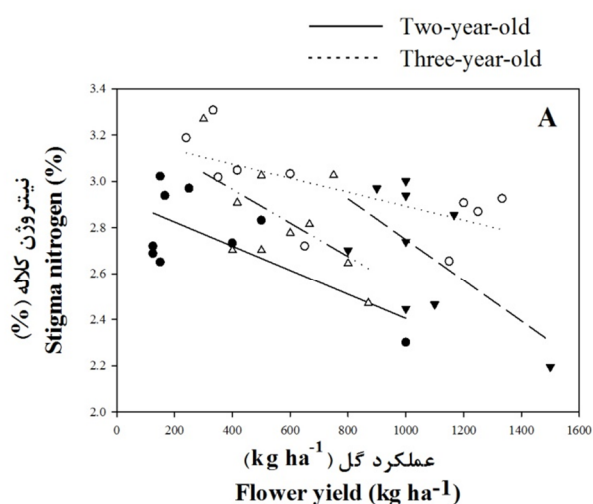 Two-year-old
Three-year-old
A
3.4
3.2
3.0
2.8
2.6
2.4
2.2
2.0
نیتروژن کلاله (%)
Stigma nitrogen (%)
0 200 400 600 800 1000 1200 1400 1600
عملکرد گل (kg ha-1)
Flower yield (kg ha-1)